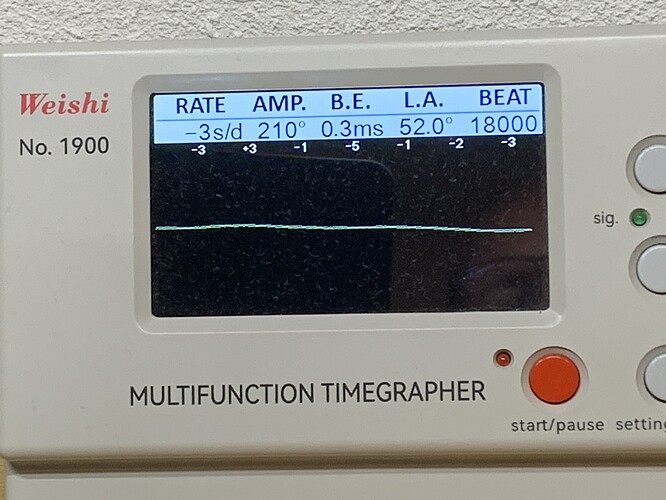 Weishi
No. 1900
RATE AMP. B.E. L.A. BEAT
-3s/d 210° 0.3ms 52.0° 18000
-3 +3 -1 -5 -1 -2 -3
sig.
MULTIFUNCTION TIMEGRAPHER
start/pause settin